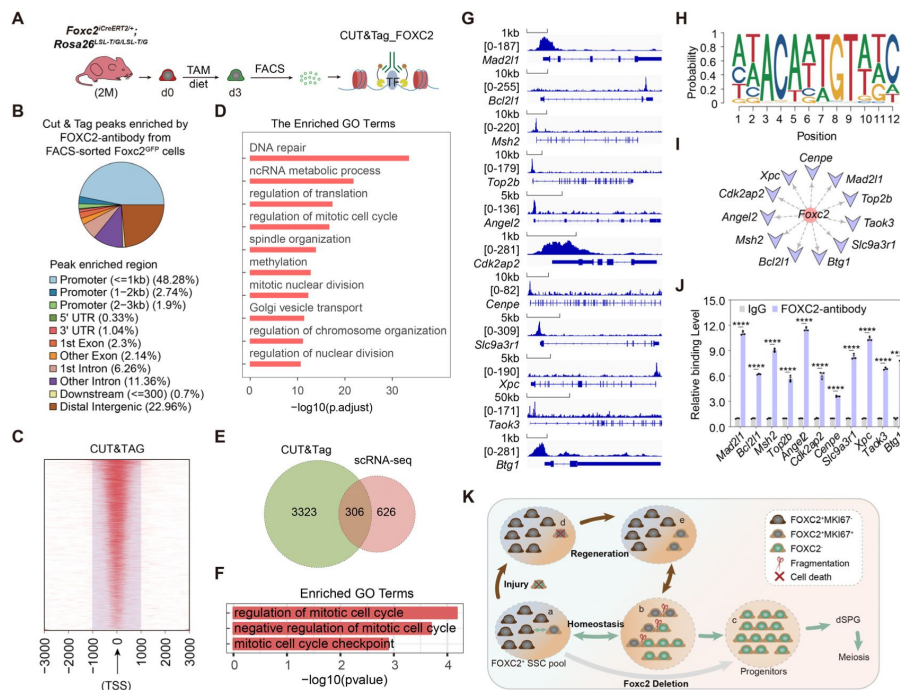 A
Foxc2iCreERT2/+;
Rosa26LSL-T/G/LSL-T/G
(2M)
d0
TAM
diet
d3
FACS
CUT&Tag_FOXC2
TF
B
Cut & Tag peaks enriched by
FOXC2-antibody from
FACS-sorted Foxc2GFP cells
Peak enriched region
Promoter (<=1kb) (48.28%)
Promoter (1-2kb) (2.74%)
Promoter (2-3kb) (1.9%)
5' UTR (0.33%)
3' UTR (1.04%)
1st Exon (2.3%)
Other Exon (2.14%)
1st Intron (6.26%)
Other Intron (11.36%)
Downstream (<=300) (0.7%)
Distal Intergenic (22.96%)
C
CUT&TAG
-3000
-2000
-1000
0
1000
2000
3000
(TSS)
D
The Enriched GO Terms
DNA repair
ncRNA metabolic process
regulation of translation
regulation of mitotic cell cycle
spindle organization
methylation
mitotic nuclear division
Golgi vesicle transport
regulation of chromosome organization
regulation of nuclear division
0 10 20 30
−log10(p.adjust)
E
CUT&Tag
scRNA-seq
3323
306
626
F
Enriched GO Terms
regulation of mitotic cell cycle
negative regulation of mitotic cell cycle
mitotic cell cycle checkpoint
0 1 2 3 4
−log10(pvalue)
G
1kb
[0-187]
Mad2l1
10kb
[0-255]
Bcl2l1
10kb
[0-220]
Msh2
10kb
[0-179]
Top2b
5kb
[0-136]
Angel2
1kb
[0-281]
Cdk2ap2
10kb
[0-82]
Cenpe
5kb
[0-309]
Slc9a3r1
5kb
[0-190]
Xpc
50kb
[0-171]
Taok3
1kb
[0-281]
Btg1
H
Probability
1
0.8
0.6
0.4
0.2
0
1 2 3 4 5 6 7 8 9 10 11 12
Position
I
Cenpe
Mad2l1
Top2b
Taok3
Slc9a3r1
Btg1
Bcl2l1
Msh2
Angel2
Cdk2ap2
Xpc
Foxc2
J
IgG
FOXC2-antibody
Relative binding Level
15.0
12.0
9.0
6.0
3.0
0.0
**** **** **** **** **** **** **** **** **** ****
Mad2l1
Bcl2l1
Msh2
Top2b
Angel2
Cdk2ap2
Cenpe
Slc9a3r1
Xpc
Taok3
Btg1
K
d
e
Regeneration
Injury
a
Homeostasis
b
c
FOXC2+ SSC pool
Progenitors
Foxc2 Deletion
dSPG
Meiosis
FOXC2+MKI67-
FOXC2+MKI67+
FOXC2-
Fragmentation
Cell death